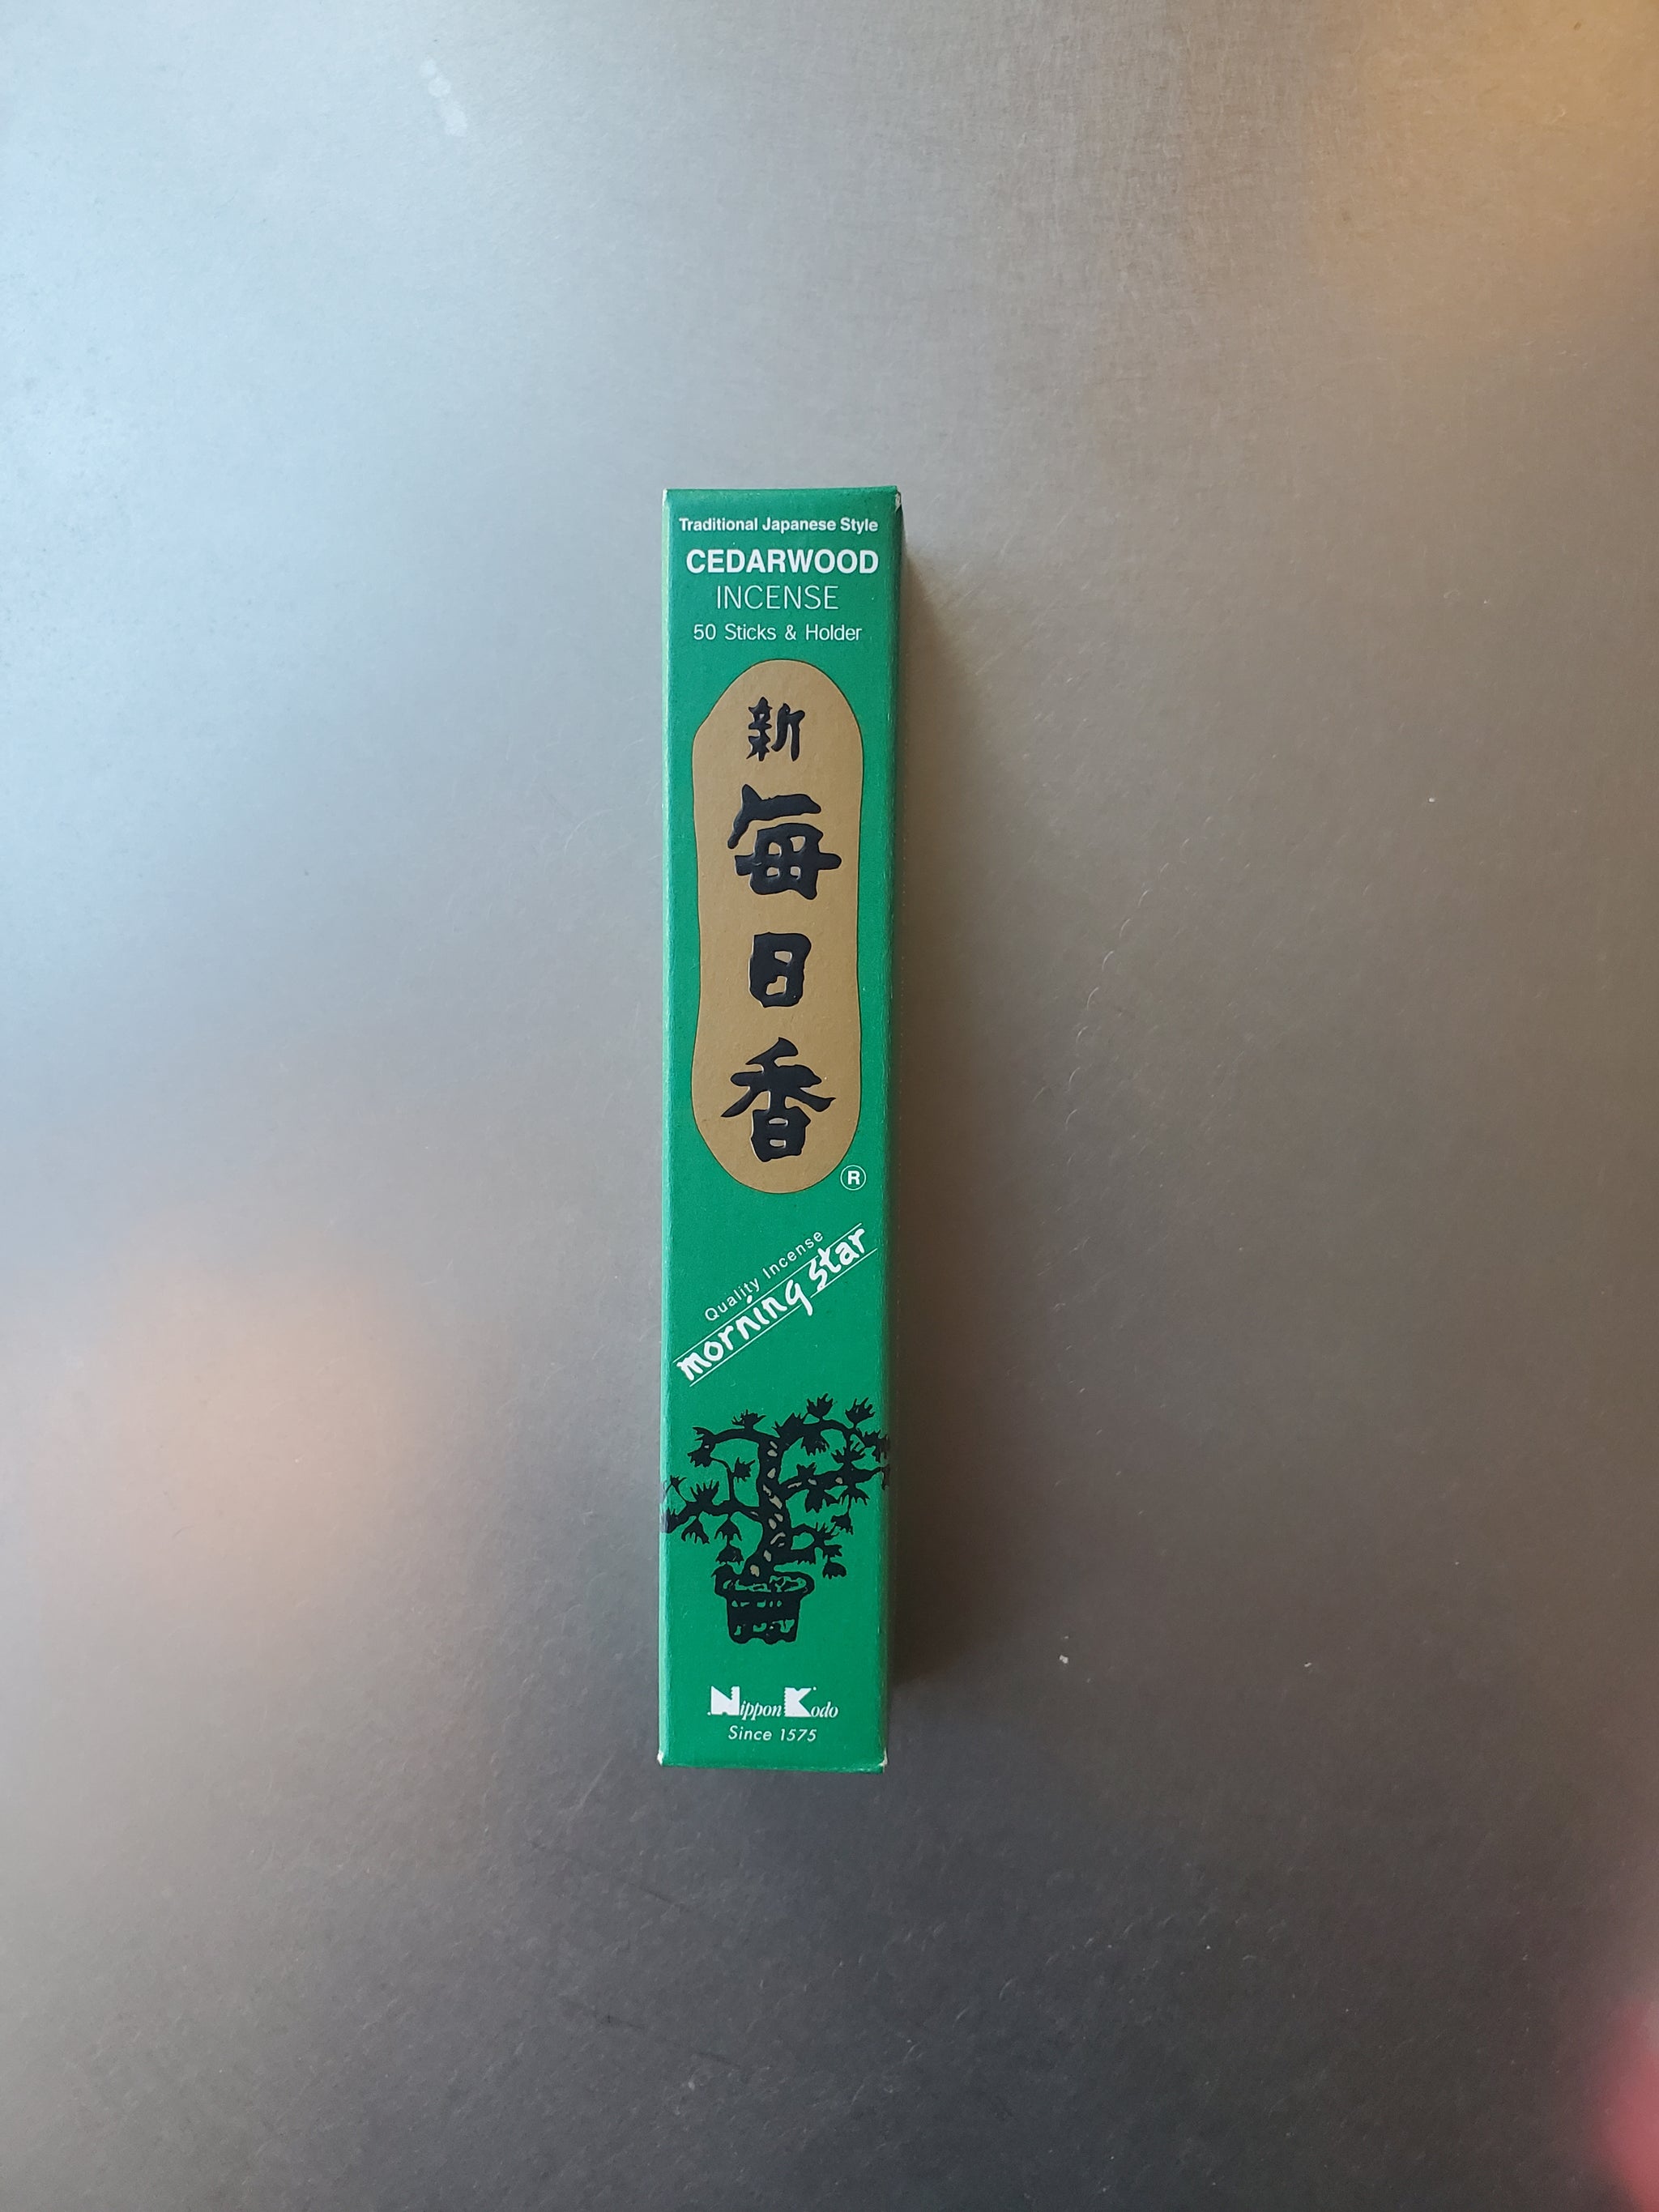 Traditional Japanese Style
CEDARWOOD
INCENSE
50 Sticks & Holder
新
每
日
香
®
Quality Incense
morning star
Nippon Kodo
Since 1575